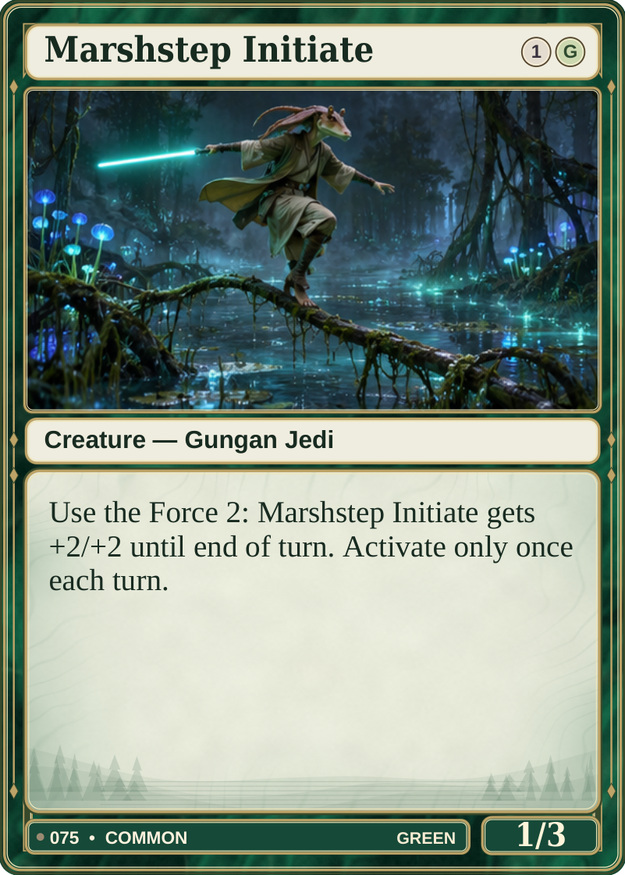 Marshstep Initiate 1 G
Creature — Gungan Jedi
Use the Force 2: Marshstep Initiate gets
+2/+2 until end of turn. Activate only once
each turn.
075 • COMMON GREEN 1/3